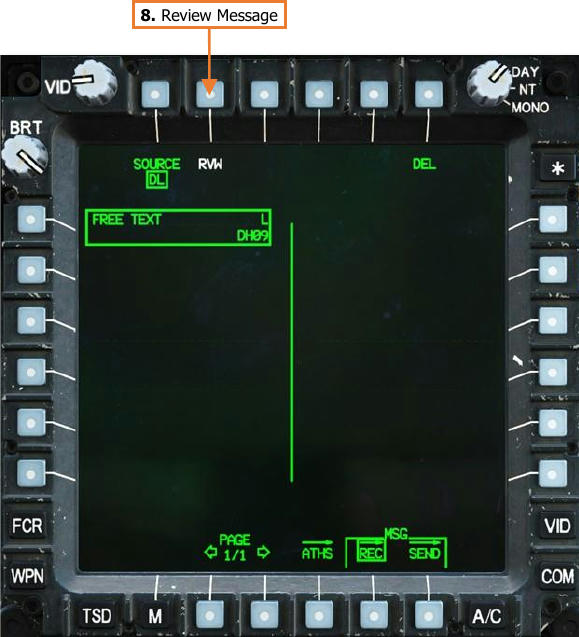 8. Review Message
VID
DAY
NT
MONO
BRT
SOURCE
DL
RVW
DEL
*
FREE TEXT L
DH09
FCR
VID
WPN
COM
PAGE
1/1
ATHS
MSG
REC
SEND
TSD
M
A/C